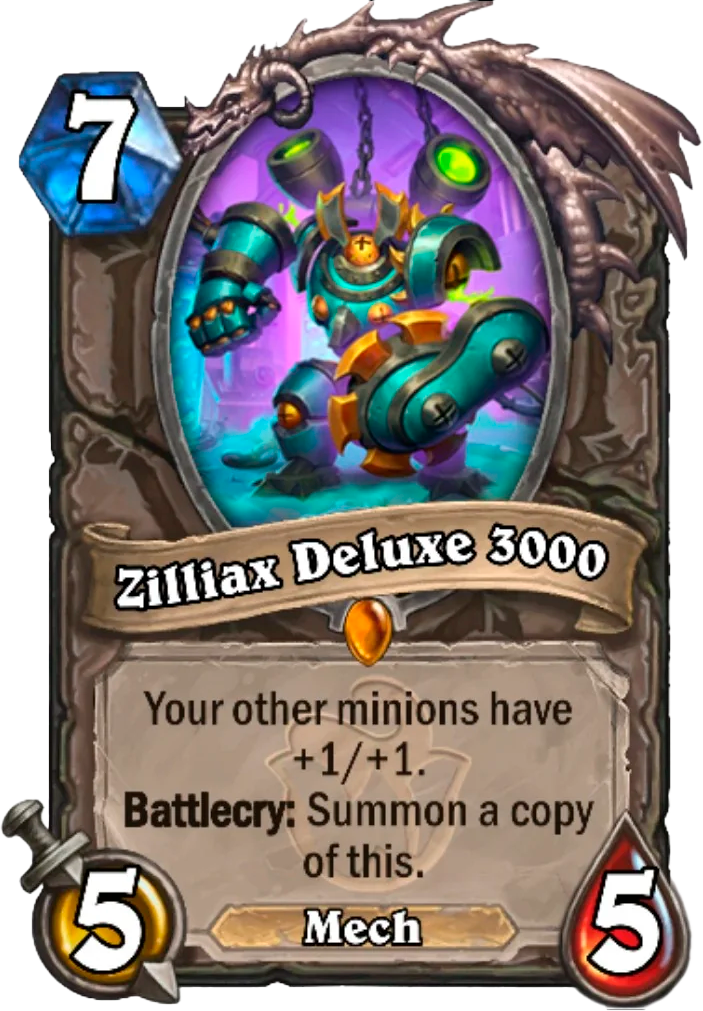 7
Zilliax Deluxe 3000
Your other minions have
+1/+1.
Battlecry: Summon a copy
of this.
5
Mech
5